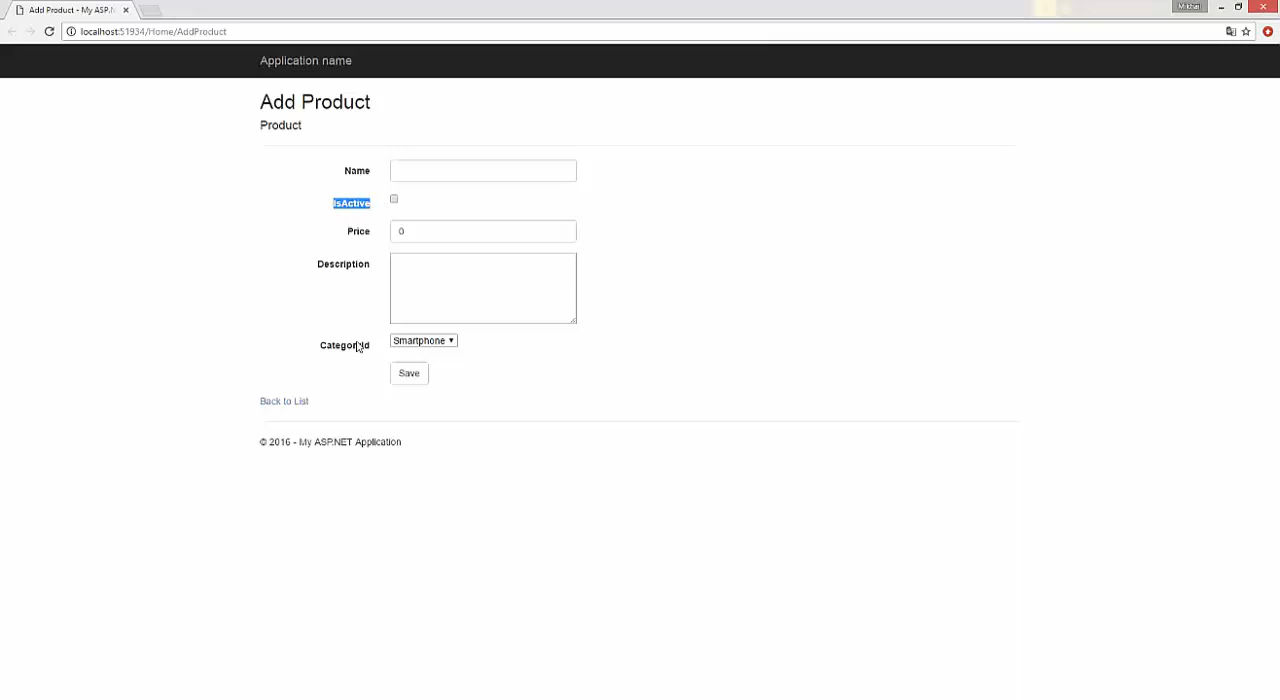 Add Product - My ASP.N
Mikhail
localhost:51934/Home/AddProduct
Application name
Add Product
Product
Name
IsActive
Price
0
Description
CategoryId
Smartphone
Save
Back to List
© 2016 - My ASP.NET Application